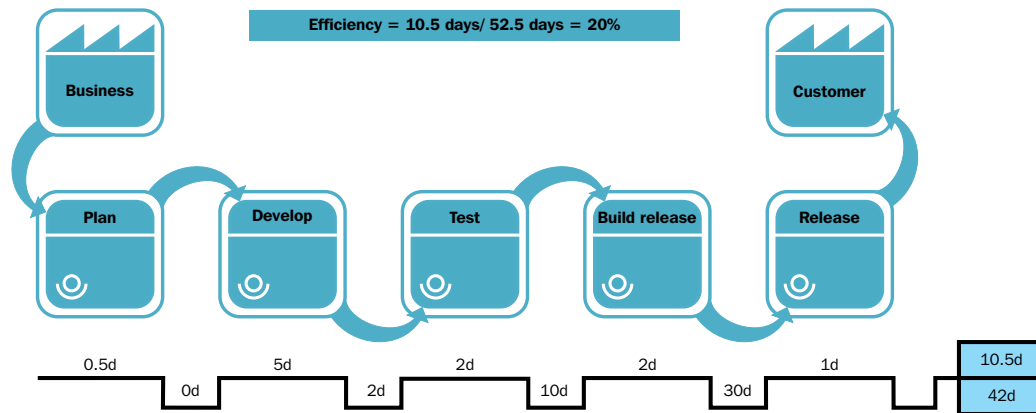 Efficiency = 10.5 days/ 52.5 days = 20%
Business
Customer
Plan
Develop
Test
Build release
Release
0.5d
5d
2d
2d
1d
10.5d
0d
2d
10d
30d
42d